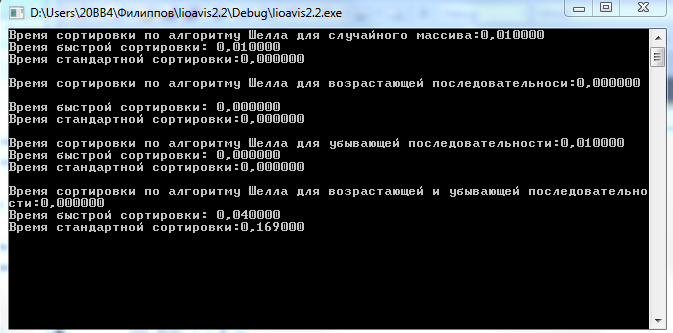 D:\Users\20BB4\Филиппов\lioavis2.2\Debug\lioavis2.2.exe
Время сортировки по алгоритму Шелла для случайного массива:0,010000
Время быстрой сортировки: 0,010000
Время стандартной сортировки:0,000000
Время сортировки по алгоритму Шелла для возрастающей последовательноси:0,000000
Время быстрой сортировки: 0,000000
Время стандартной сортировки:0,000000
Время сортировки по алгоритму Шелла для убывающей последовательности:0,010000
Время быстрой сортировки: 0,000000
Время стандартной сортировки:0,000000
Время сортировки по алгоритму Шелла для возрастающей и убывающей последовательно
сти:0,000000
Время быстрой сортировки: 0,040000
Время стандартной сортировки:0,169000